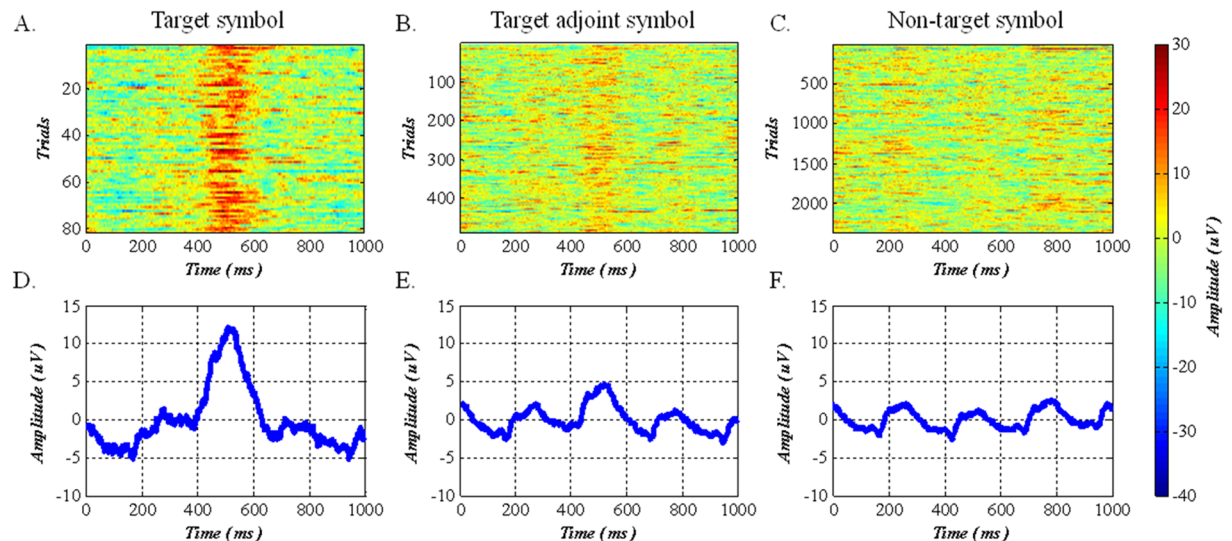 A. Target symbol
B. Target adjoint symbol
C. Non-target symbol
Trials
20
40
60
80
0 200 400 600 800 1000
Time (ms)
Trials
100
200
300
400
0 200 400 600 800 1000
Time (ms)
Trials
500
1000
1500
2000
0 200 400 600 800 1000
Time (ms)
30
20
10
0
-10
-20
-30
-40
Amplitude (uV)
D.
Amplitude (uV)
15
10
5
0
-5
-10
0 200 400 600 800 1000
Time (ms)
E.
Amplitude (uV)
15
10
5
0
-5
-10
0 200 400 600 800 1000
Time (ms)
F.
Amplitude (uV)
15
10
5
0
-5
-10
0 200 400 600 800 1000
Time (ms)